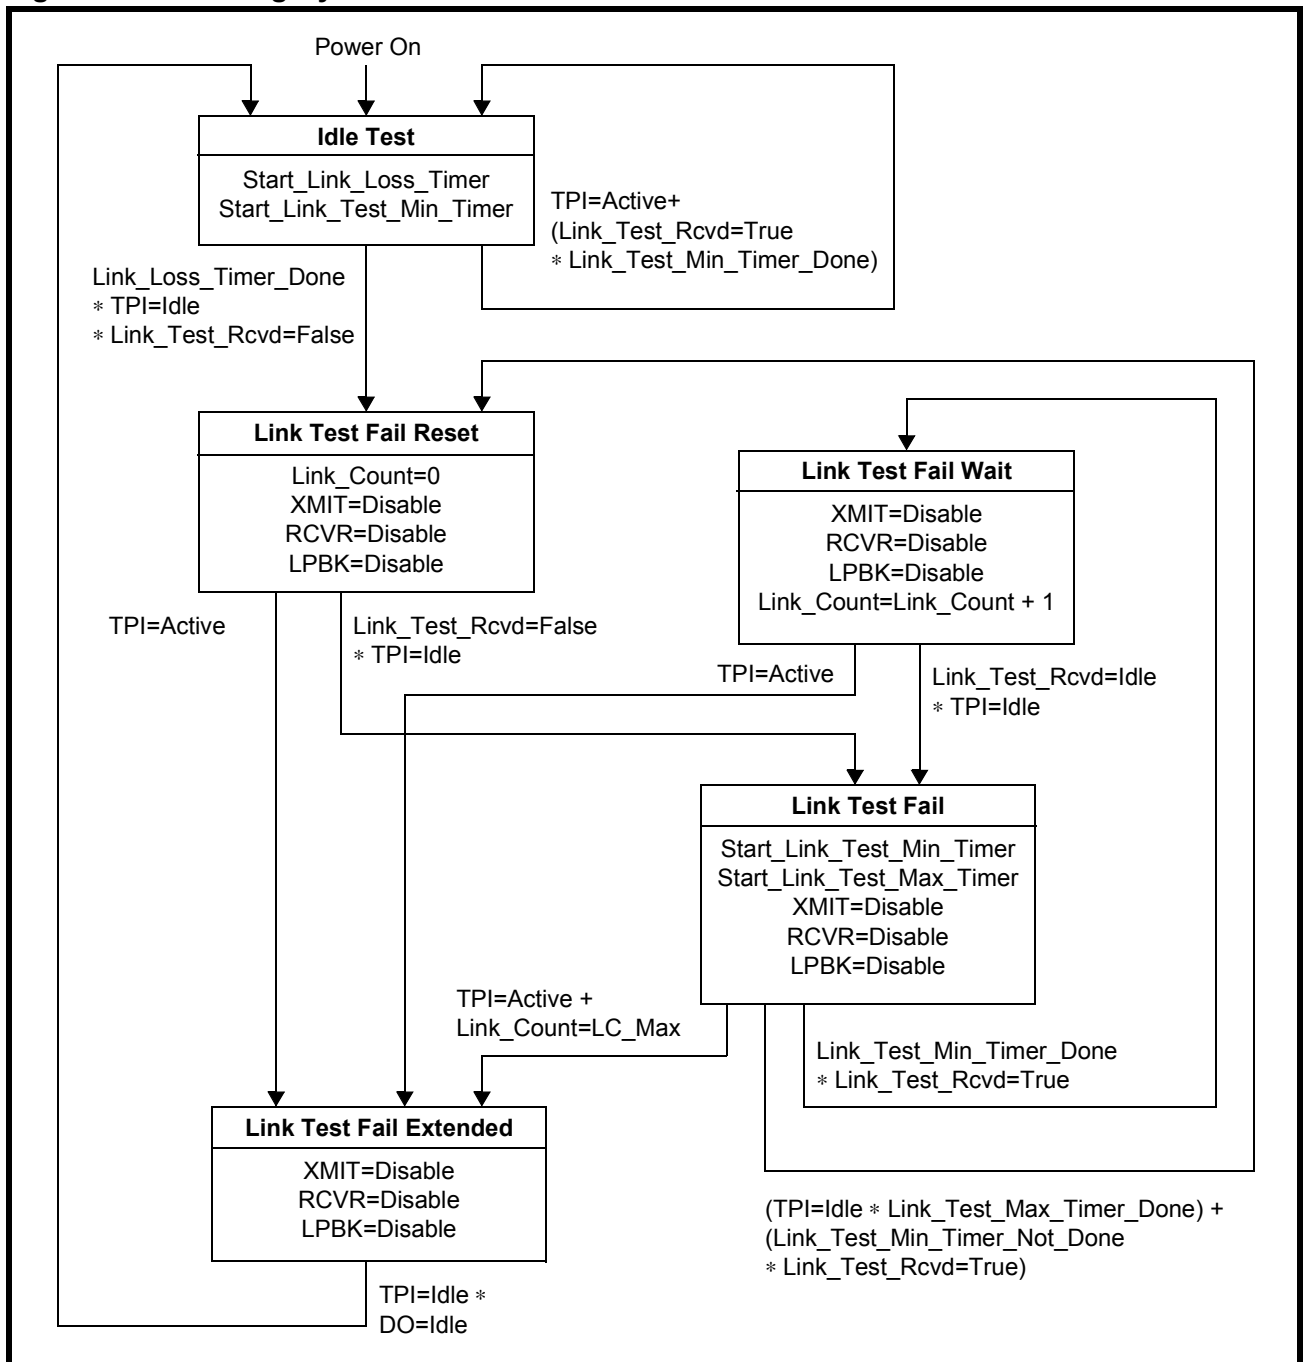 Power On
Idle Test
Start_Link_Loss_Timer
Start_Link_Test_Min_Timer
TPI=Active+
(Link_Test_Rcvd=True
* Link_Test_Min_Timer_Done)
Link_Loss_Timer_Done
* TPI=Idle
* Link_Test_Rcvd=False
Link Test Fail Reset
Link_Count=0
XMIT=Disable
RCVR=Disable
LPBK=Disable
Link Test Fail Wait
XMIT=Disable
RCVR=Disable
LPBK=Disable
Link_Count=Link_Count + 1
TPI=Active
Link_Test_Rcvd=False
* TPI=Idle
TPI=Active
Link_Test_Rcvd=Idle
* TPI=Idle
Link Test Fail
Start_Link_Test_Min_Timer
Start_Link_Test_Max_Timer
XMIT=Disable
RCVR=Disable
LPBK=Disable
TPI=Active +
Link_Count=LC_Max
Link_Test_Min_Timer_Done
* Link_Test_Rcvd=True
Link Test Fail Extended
XMIT=Disable
RCVR=Disable
LPBK=Disable
(TPI=Idle * Link_Test_Max_Timer_Done) +
(Link_Test_Min_Timer_Not_Done
* Link_Test_Rcvd=True)
TPI=Idle *
DO=Idle